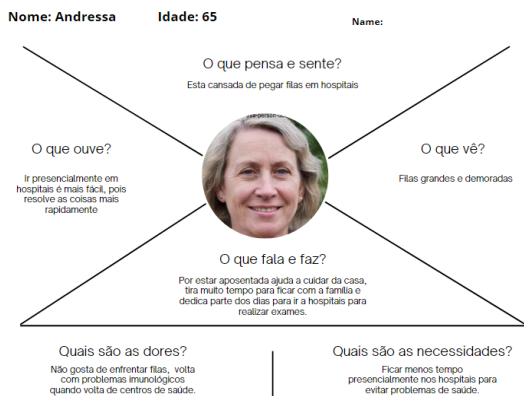 Nome: Andressa Idade: 65 Name:
O que pensa e sente?
Esta cansada de pegar filas em hospitais
O que ouve?
Ir presencialmente em
hospitais é mais fácil, pois
resolve as coisas mais
rapidamente
O que vê?
Filas grandes e demoradas
O que fala e faz?
Por estar aposentada ajuda a cuidar da casa,
tira muito tempo para ficar com a família e
dedica parte dos dias para ir a hospitais para
realizar exames.
Quais são as dores?
Não gosta de enfrentar filas, volta
com problemas imunológicos
quando volta de centros de saúde.
Quais são as necessidades?
Ficar menos tempo
presencialmente nos hospitais para
evitar problemas de saúde.